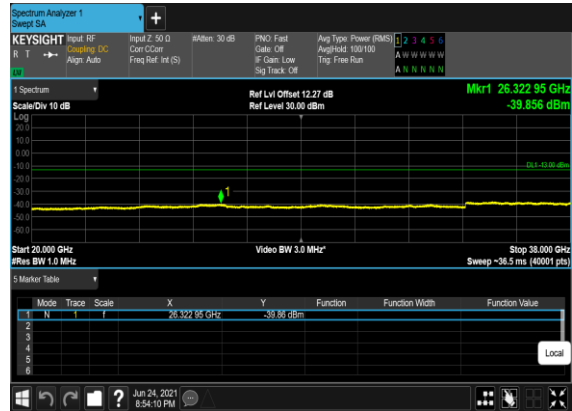 Spectrum Analyzer 1
Swept SA
+
KEYSIGHT Input: RF Input Z: 50 Ω #Atten: 30 dB PNO: Fast Avg Type: Power (RMS) 1 2 3 4 5 6
R T Coupling: DC Corr CCorr Gate: Off Avg|Hold: 100/100 A W W W W W
Align: Auto Freq Ref: Int (S) IF Gain: Low Trig: Free Run
LW Sig Track: Off A N N N N N
1 Spectrum Ref Lvl Offset 12.27 dB Mkr1 26.322 95 GHz
Scale/Div 10 dB Ref Level 30.00 dBm -39.856 dBm
Log
20.0
10.0
0.00
-10.0 DL1 -13.00 dBm
-20.0
-30.0 1
-40.0
-50.0
-60.0
Start 20.000 GHz Video BW 3.0 MHz* Stop 38.000 GHz
#Res BW 1.0 MHz Sweep ~36.5 ms (40001 pts)
5 Marker Table
Mode Trace Scale X Y Function Function Width Function Value
1 N 1 f 26.322 95 GHz -39.86 dBm
2
3
4
5
6
Local
? Jun 24, 2021
8:54:10 PM